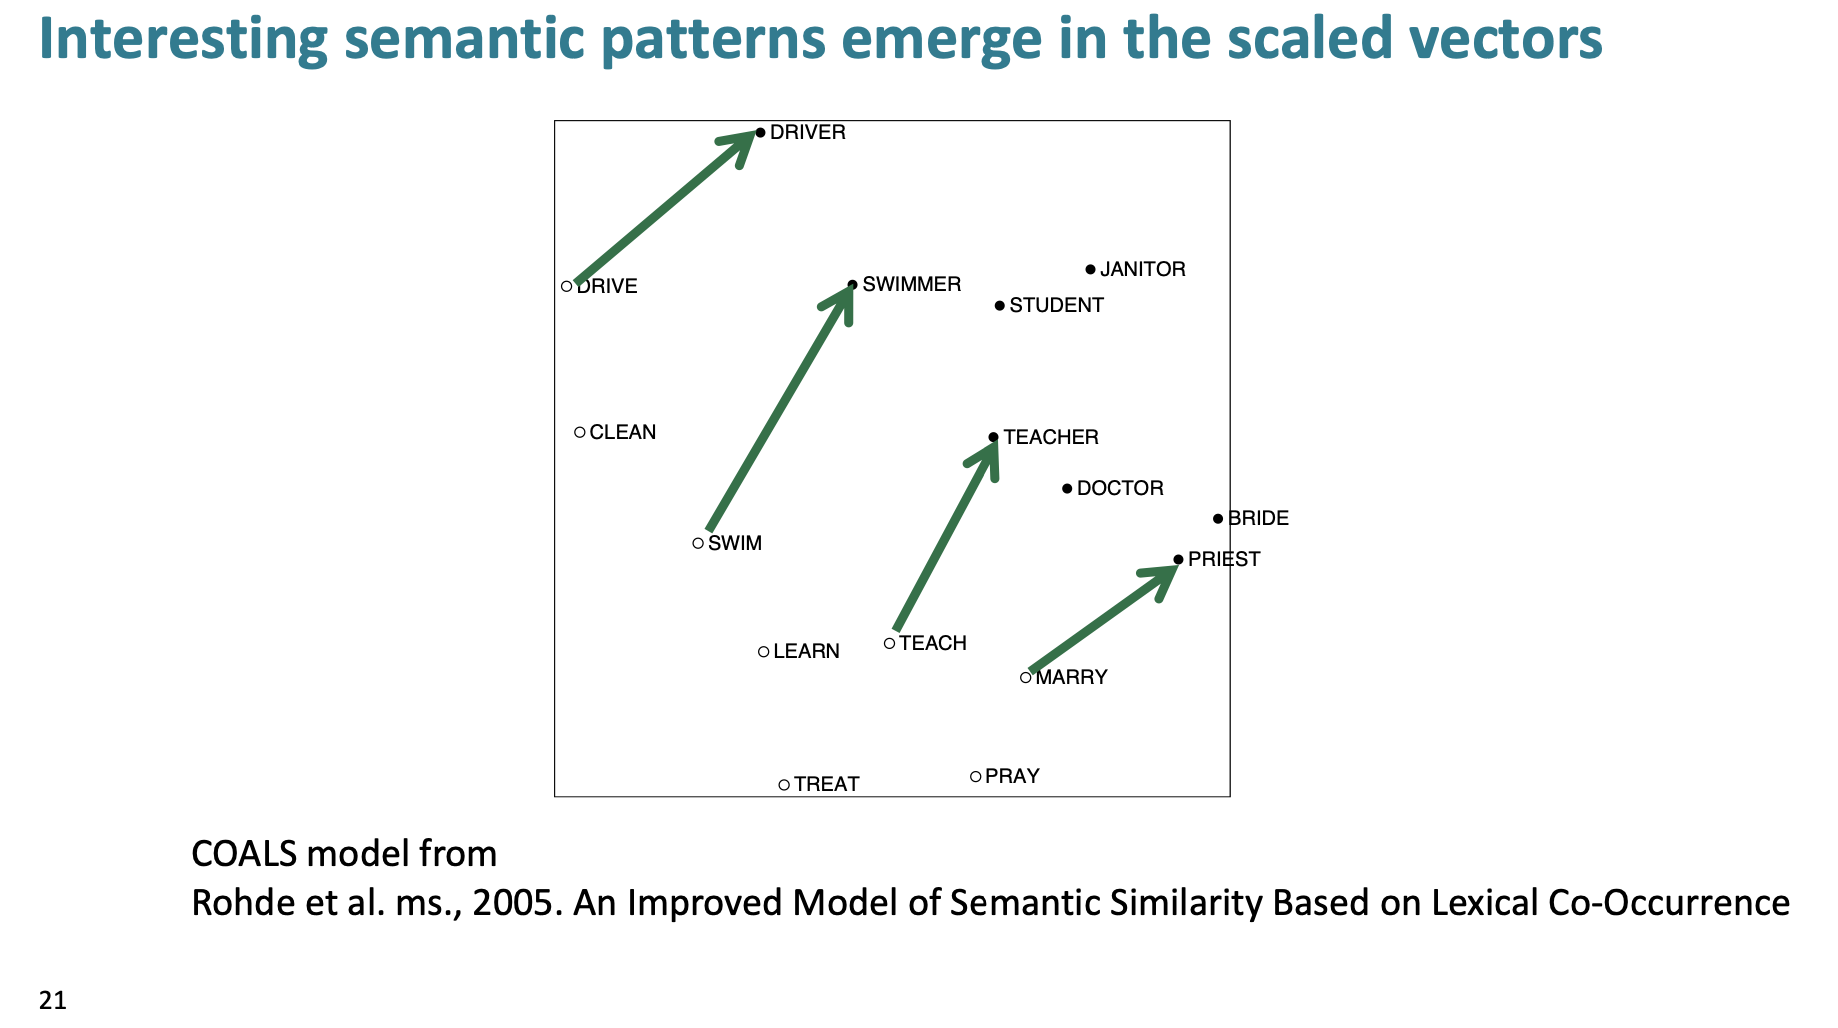 Interesting semantic patterns emerge in the scaled vectors
DRIVER
JANITOR
DRIVE
SWIMMER
STUDENT
CLEAN
TEACHER
DOCTOR
BRIDE
SWIM
PRIEST
LEARN
TEACH
MARRY
TREAT
PRAY
COALS model from
Rohde et al. ms., 2005. An Improved Model of Semantic Similarity Based on Lexical Co-Occurrence
21